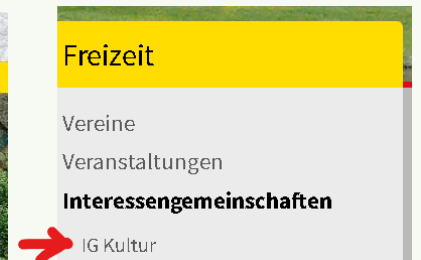 Freizeit
Vereine
Veranstaltungen
Interessengemeinschaften
IG Kultur